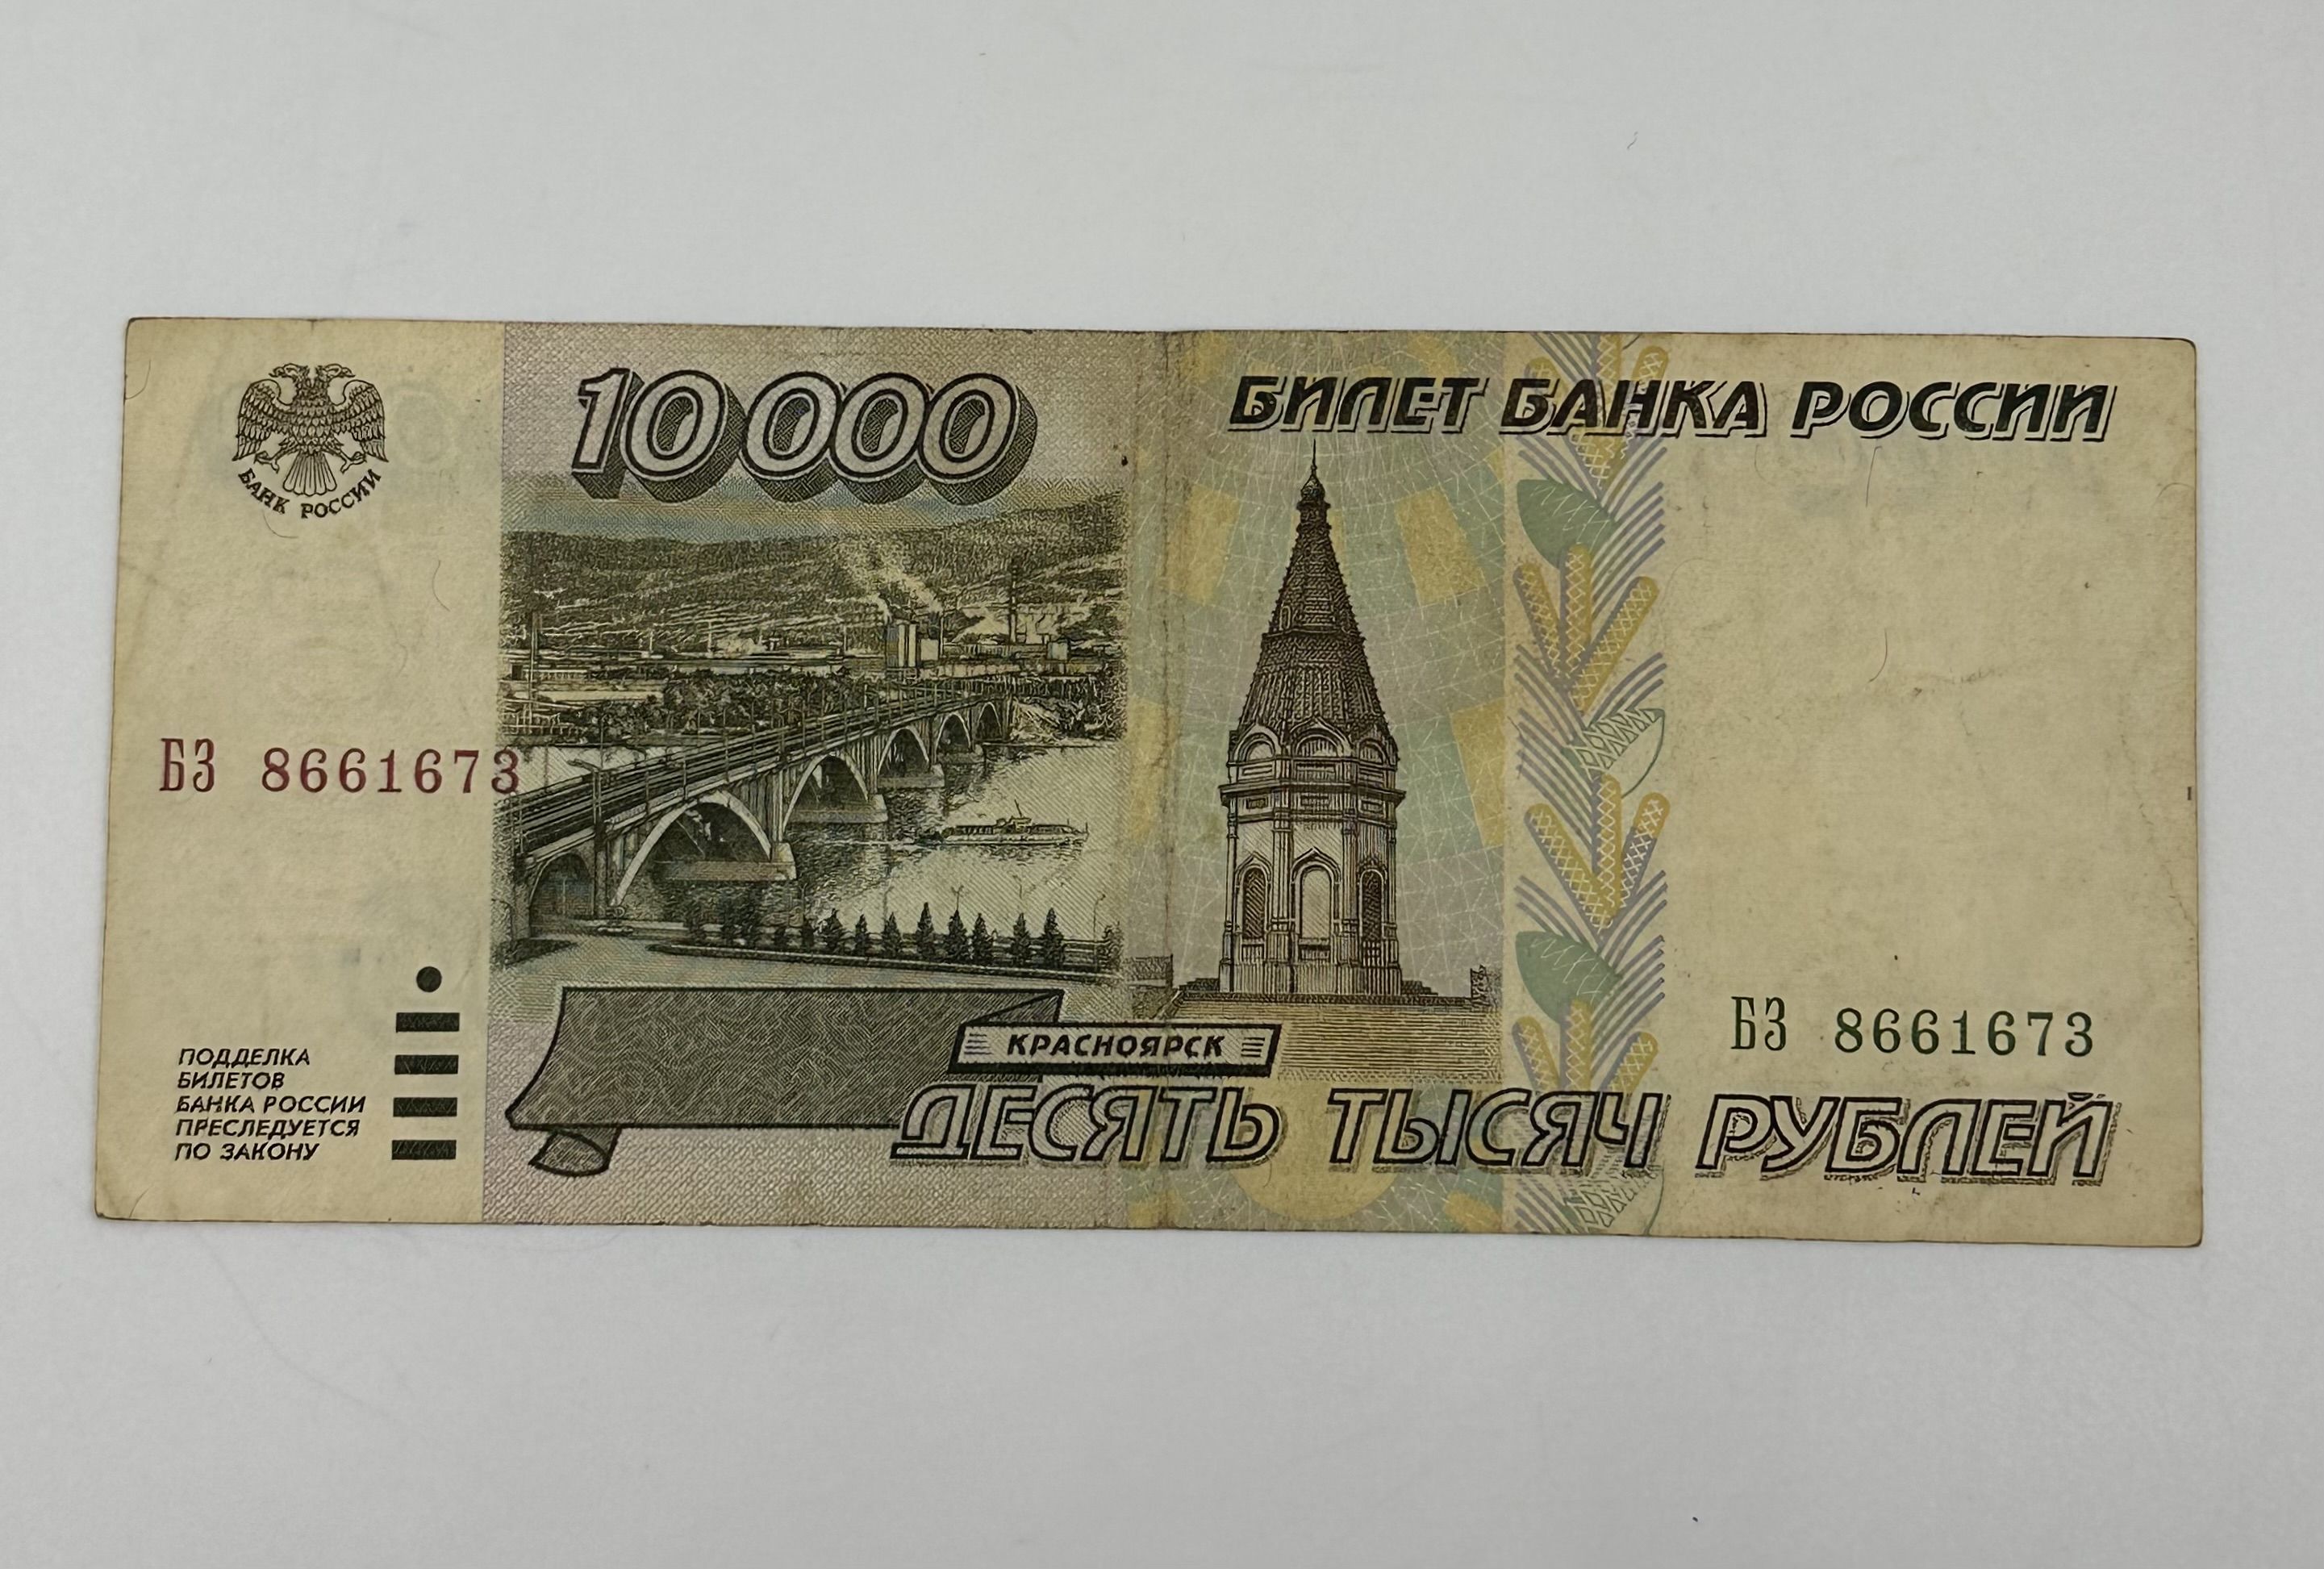 10 000
БИЛЕТ БАНКА РОССИИ
БАНК РОССИИ
БЗ 8661673
КРАСНОЯРСК
БЗ 8661673
ПОДДЕЛКА
БИЛЕТОВ
БАНКА РОССИИ
ПРЕСЛЕДУЕТСЯ
ПО ЗАКОНУ
ДЕСЯТЬ ТЫСЯЧ РУБЛЕЙ